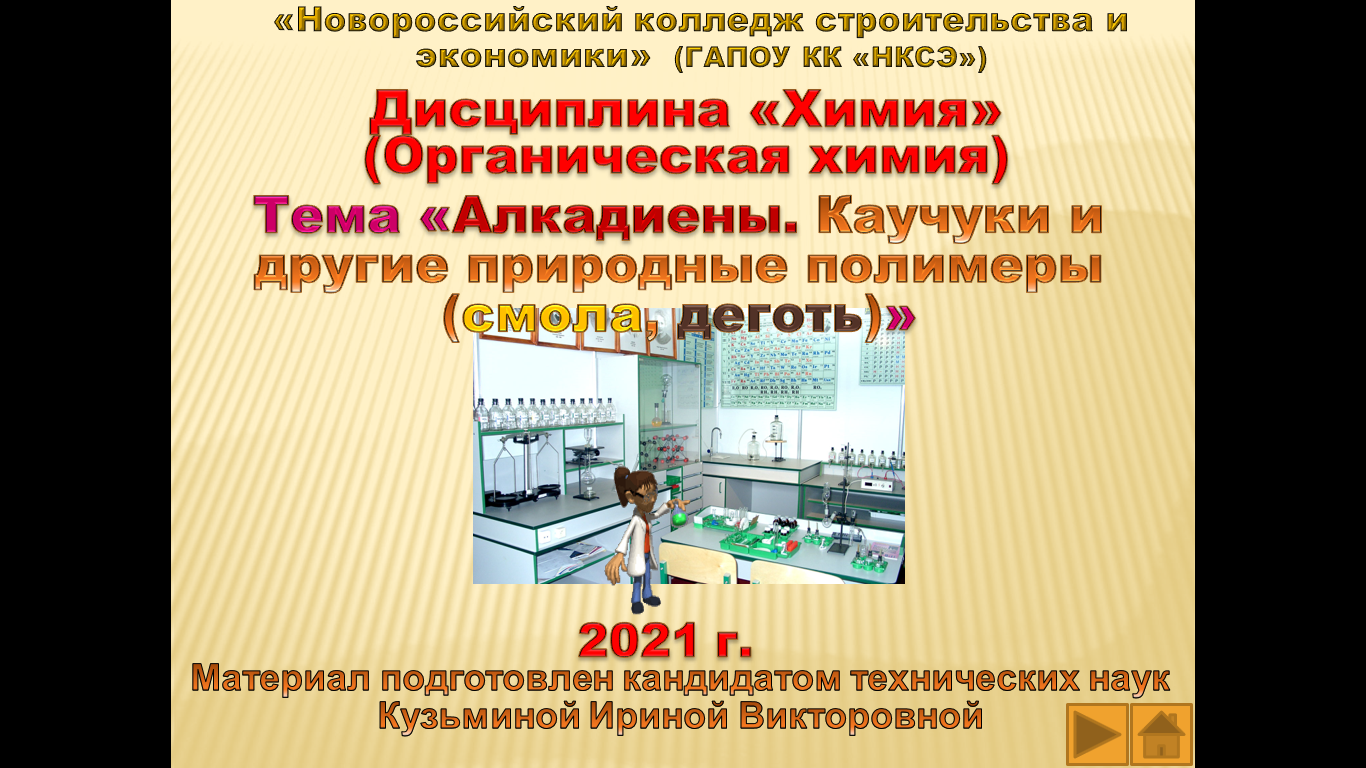 «Новороссийский колледж строительства и
экономики» (ГАПОУ КК «НКСЭ»)
Дисциплина «Химия»
(Органическая химия)
Тема «Алкадиены. Каучуки и
другие природные полимеры
(смола, деготь)»
2021 г.
Материал подготовлен кандидатом технических наук
Кузьминой Ириной Викторовной